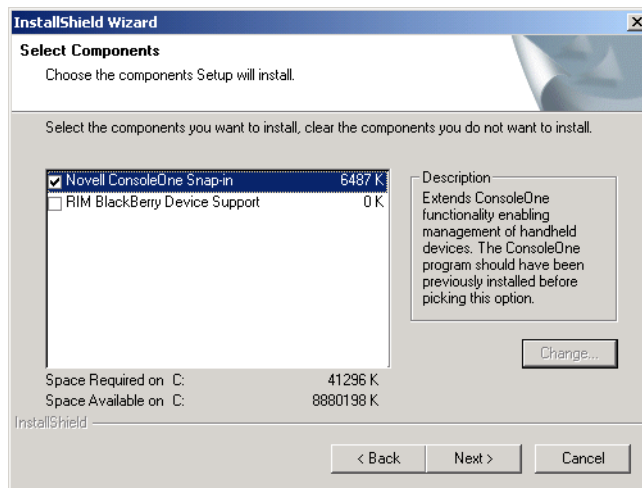 InstallShield Wizard
Select Components
Choose the components Setup will install.
Select the components you want to install, clear the components you do not want to install.
Novell ConsoleOne Snap-in 6487 K
RIM BlackBerry Device Support 0 K
Description
Extends ConsoleOne
functionality enabling
management of handheld
devices. The ConsoleOne
program should have been
previously installed before
picking this option.
Change...
Space Required on C: 41296 K
Space Available on C: 8880198 K
InstallShield
< Back
Next >
Cancel